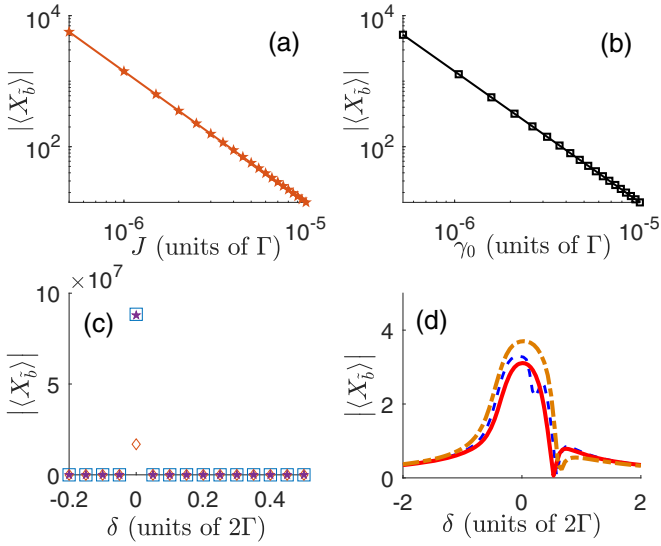 (a)
|⟨X_b̃⟩|
10^4
10^2
10^-6
10^-5
J (units of Γ)
(b)
|⟨X_b̃⟩|
10^4
10^2
10^-6
10^-5
γ_0 (units of Γ)
(c)
|⟨X_b̃⟩|
×10^7
10
5
0
-0.2
0
0.2
0.4
δ (units of 2Γ)
(d)
|⟨X_b̃⟩|
4
2
0
-2
0
2
δ (units of 2Γ)